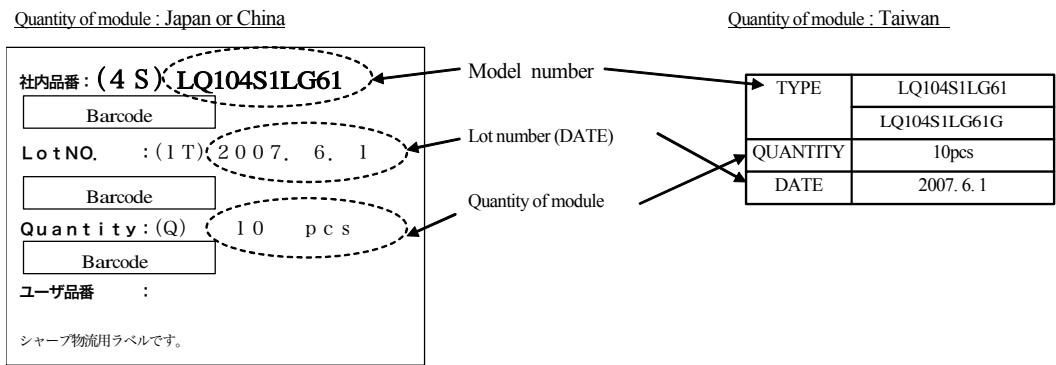 Quantity of module : Japan or China
社内品番 : (4 S) LQ104S1LG61
Barcode
LotNO. : (1T) 2007. 6. 1
Barcode
Quantity : (Q) 10 pcs
Barcode
ユーザ品番 :
シャープ物流用ラベルです。
Model number
Lot number (DATE)
Quantity of module
Quantity of module : Taiwan
TYPE LQ104S1LG61
LQ104S1LG61G
QUANTITY 10pcs
DATE 2007. 6. 1